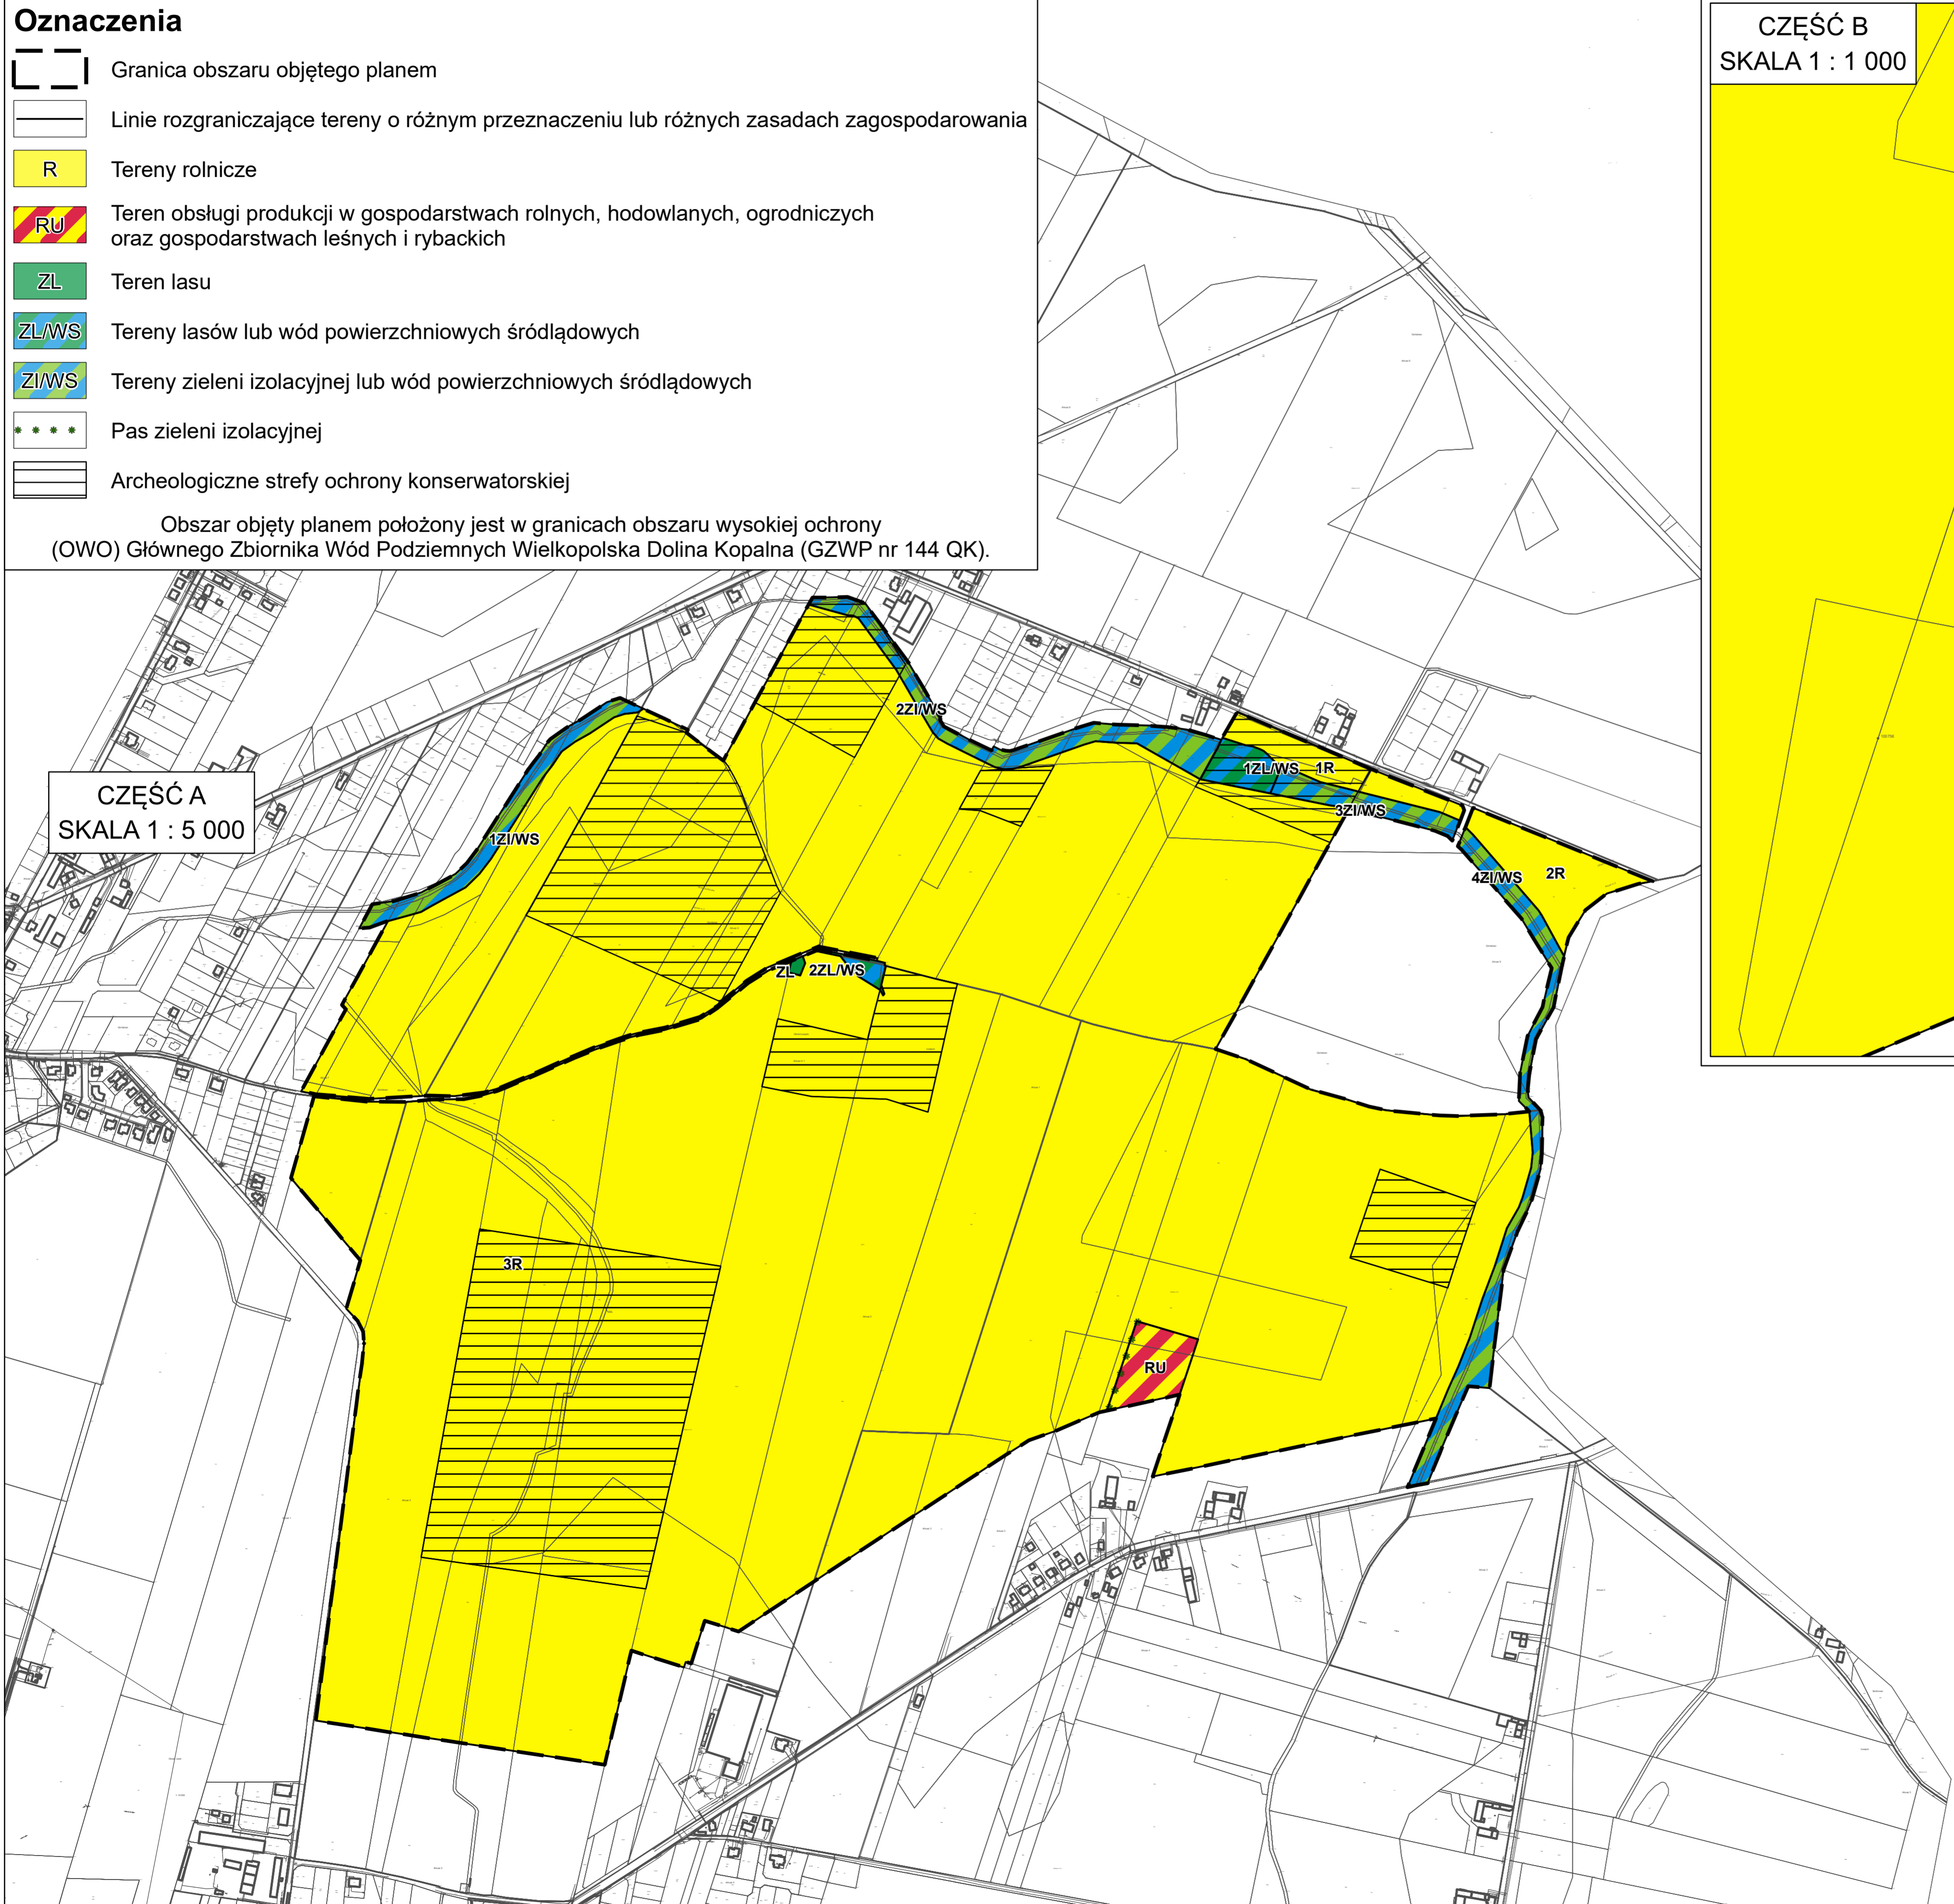 Oznaczenia
Granica obszaru objętego planem
Linie rozgraniczające tereny o różnym przeznaczeniu lub różnych zasadach zagospodarowania
R Tereny rolnicze
RU Teren obsługi produkcji w gospodarstwach rolnych, hodowlanych, ogrodniczych
oraz gospodarstwach leśnych i rybackich
ZL Teren lasu
ZL/WS Tereny lasów lub wód powierzchniowych śródlądowych
ZI/WS Tereny zieleni izolacyjnej lub wód powierzchniowych śródlądowych
Pas zieleni izolacyjnej
Archeologiczne strefy ochrony konserwatorskiej
Obszar objęty planem położony jest w granicach obszaru wysokiej ochrony
(OWO) Głównego Zbiornika Wód Podziemnych Wielkopolska Dolina Kopalna (GZWP nr 144 QK).
CZĘŚĆ B
SKALA 1 : 1 000
CZĘŚĆ A
SKALA 1 : 5 000
2ZI/WS
1ZL/WS
1R
3ZI/WS
1ZI/WS
4ZI/WS
2R
ZL
2ZL/WS
3R
RU